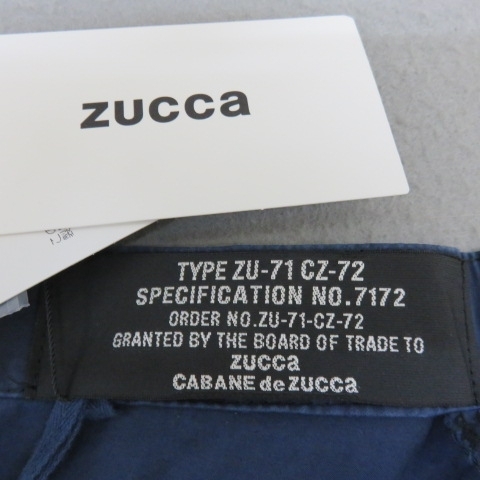 zucca
TYPE ZU-71 CZ-72
SPECIFICATION NO.7172
ORDER NO.ZU-71-CZ-72
GRANTED BY THE BOARD OF TRADE TO
zucca
CABANE de zucca